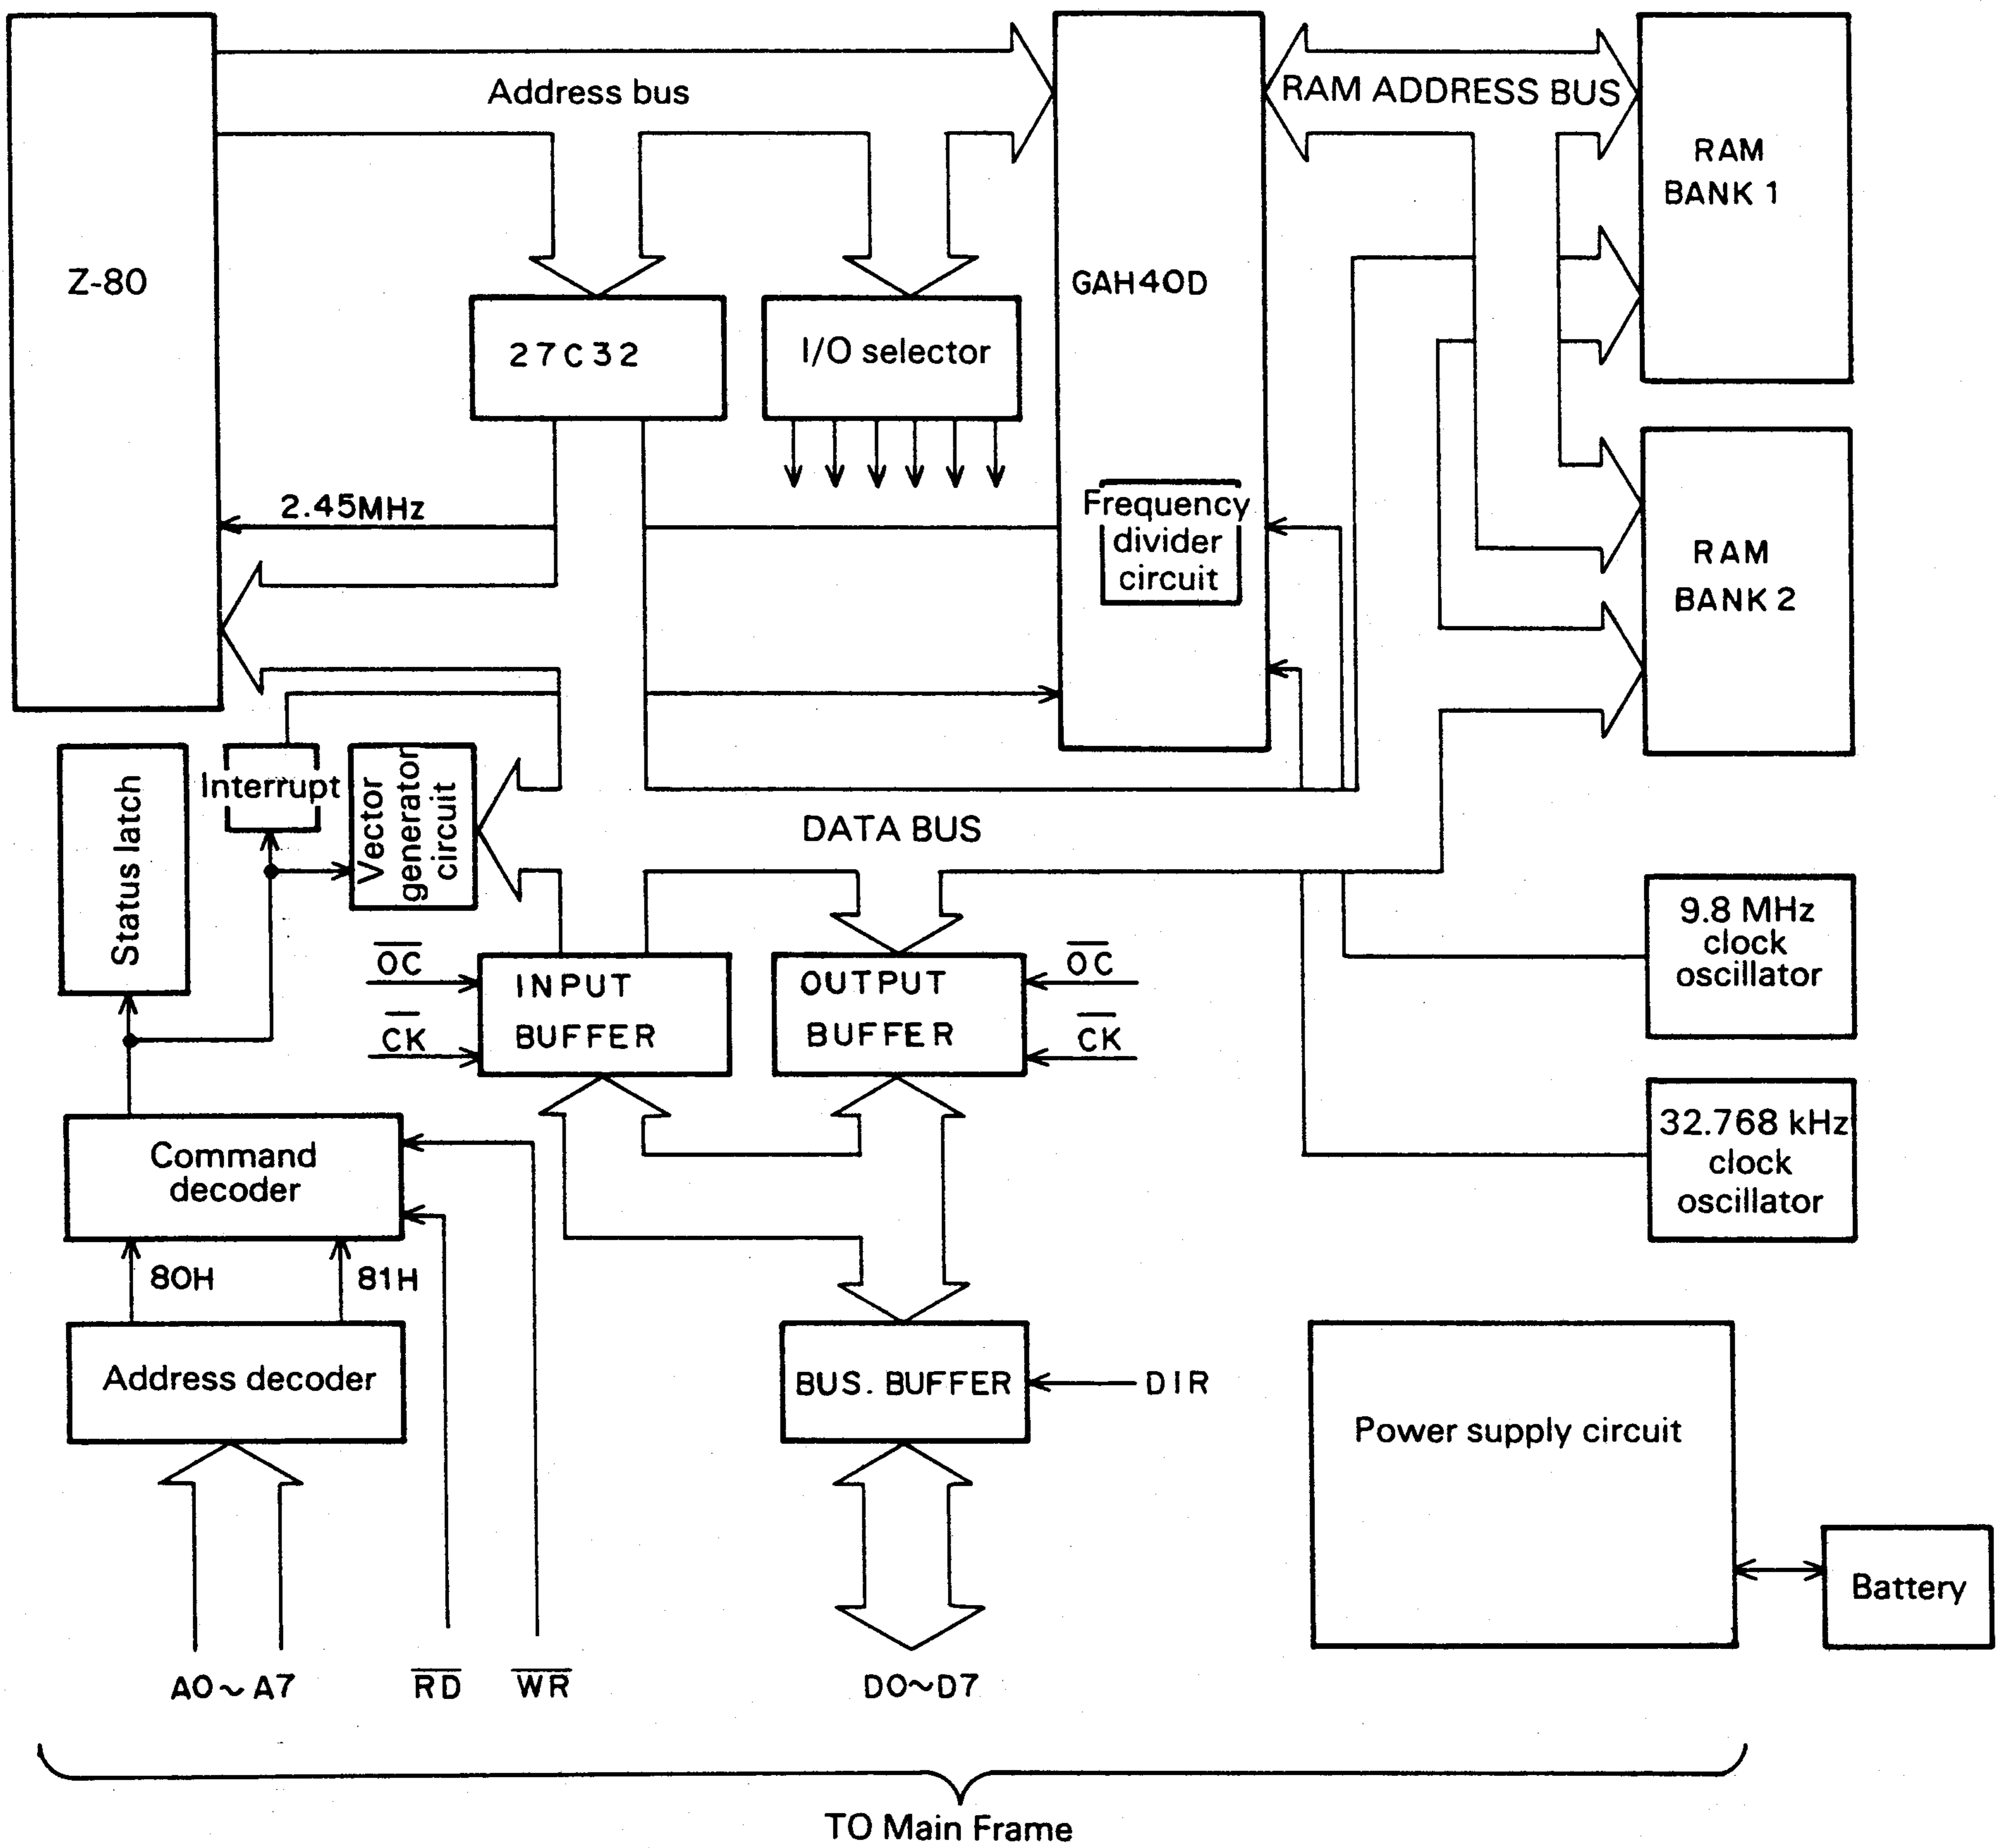 Address bus
RAM ADDRESS BUS
RAM
BANK 1
Z-80
27C32
I/O selector
GAH40D
2.45MHz
Frequency
divider
circuit
RAM
BANK 2
Status latch
Interrupt
Vector
generator
circuit
DATA BUS
9.8 MHz
clock
oscillator
OC
CK
INPUT
BUFFER
OUTPUT
BUFFER
OC
CK
32.768 kHz
clock
oscillator
Command
decoder
80H
81H
Address decoder
BUS. BUFFER
DIR
Power supply circuit
Battery
A0~A7
RD
WR
D0~D7
TO Main Frame